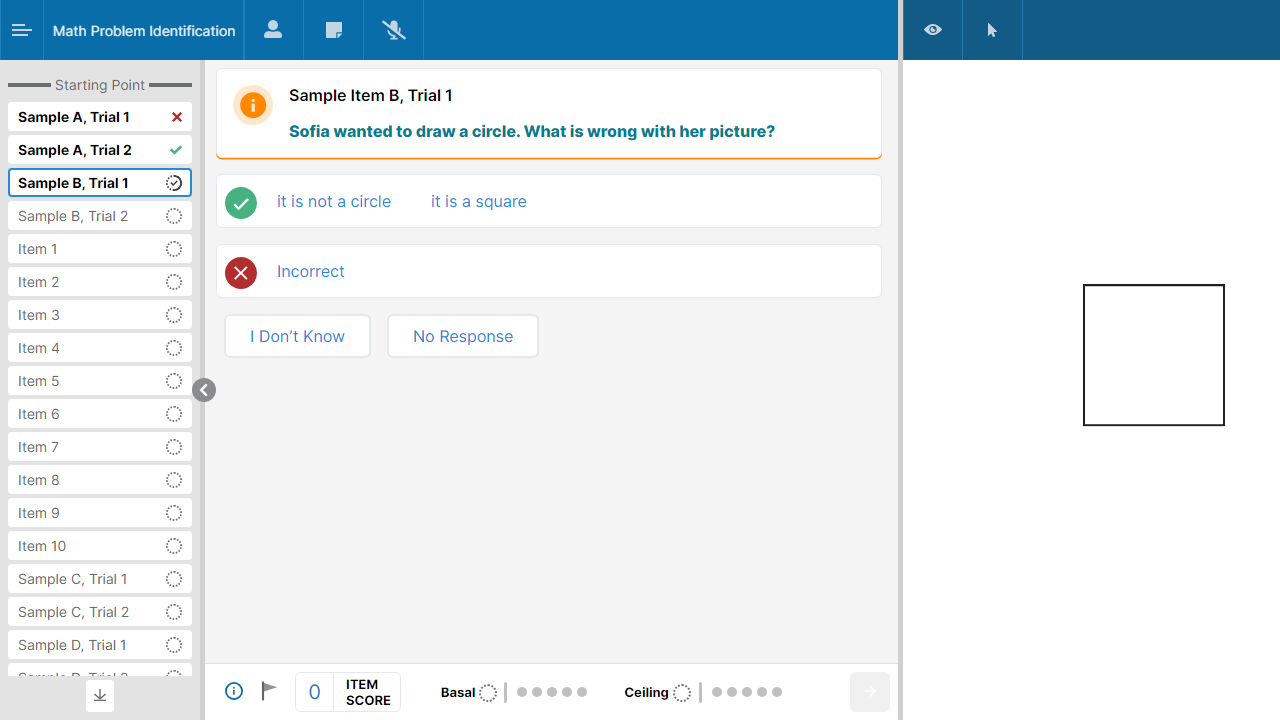 Math Problem Identification
Starting Point
Sample A, Trial 1
Sample A, Trial 2
Sample B, Trial 1
Sample B, Trial 2
Item 1
Item 2
Item 3
Item 4
Item 5
Item 6
Item 7
Item 8
Item 9
Item 10
Sample C, Trial 1
Sample C, Trial 2
Sample D, Trial 1
Sample Item B, Trial 1
Sofia wanted to draw a circle. What is wrong with her picture?
it is not a circle it is a square
Incorrect
I Don’t Know No Response
0 ITEM SCORE Basal Ceiling